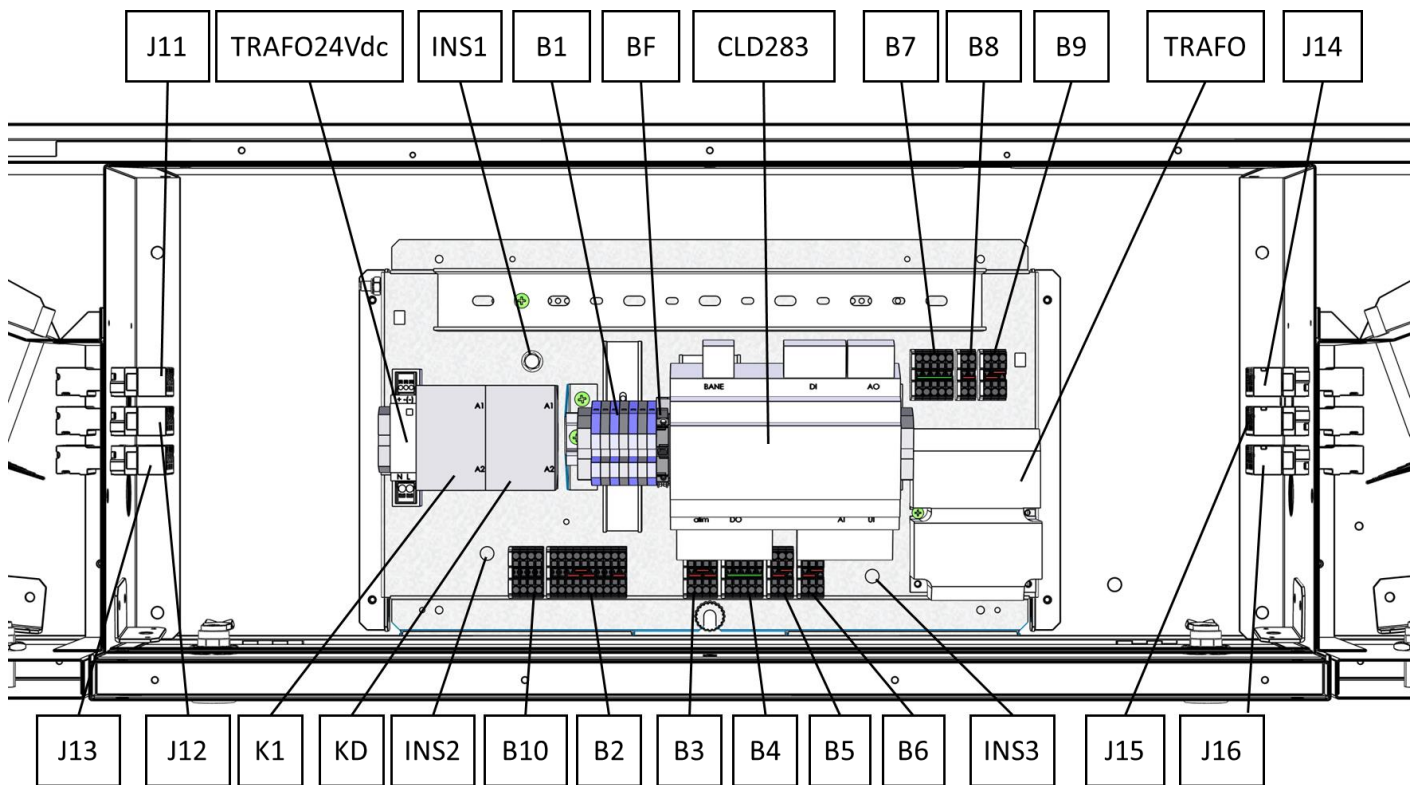 J11 TRAFO24Vdc INS1 B1 BF CLD283 B7 B8 B9 TRAFO J14
BANE DI AO
A1 A1
+ -
A2 A2
N L
alim DO AI UI
J13 J12 K1 KD INS2 B10 B2 B3 B4 B5 B6 INS3 J15 J16